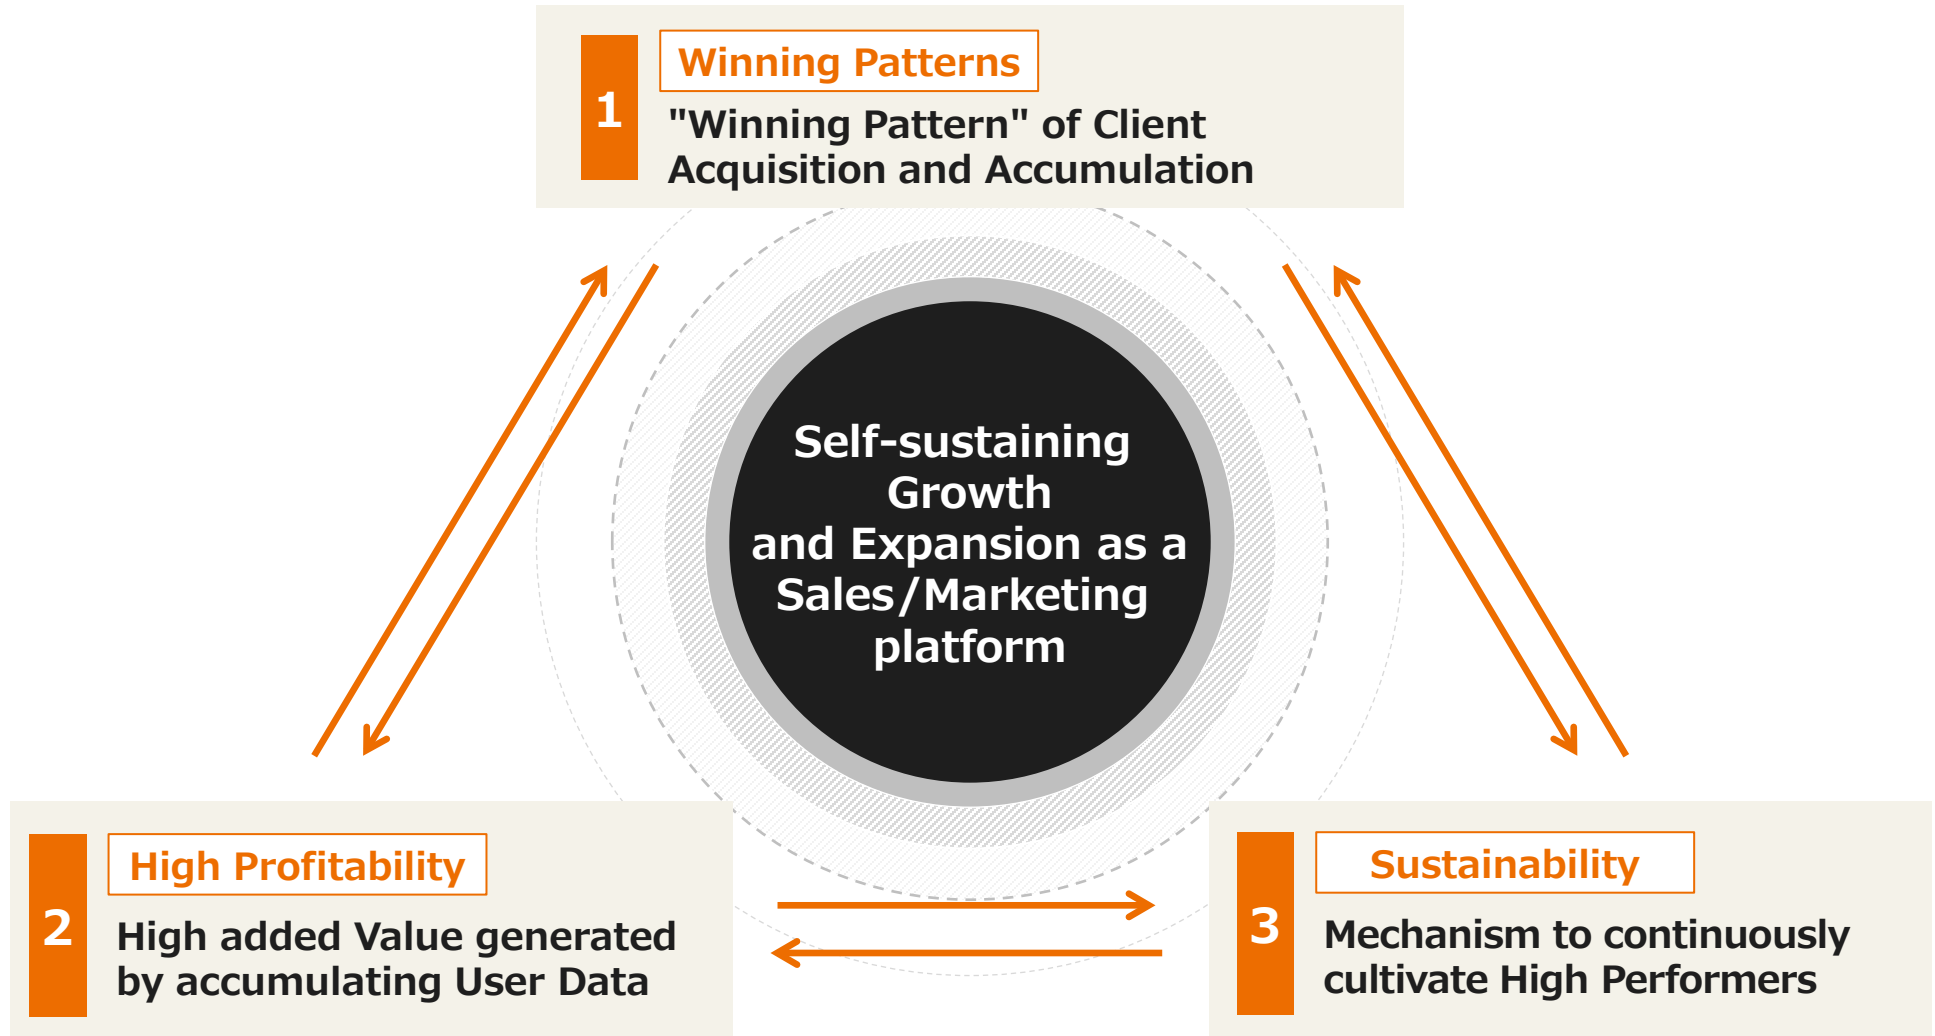 1
Winning Patterns
"Winning Pattern" of Client
Acquisition and Accumulation
Self-sustaining
Growth
and Expansion as a
Sales/Marketing
platform
2
High Profitability
High added Value generated
by accumulating User Data
3
Sustainability
Mechanism to continuously
cultivate High Performers